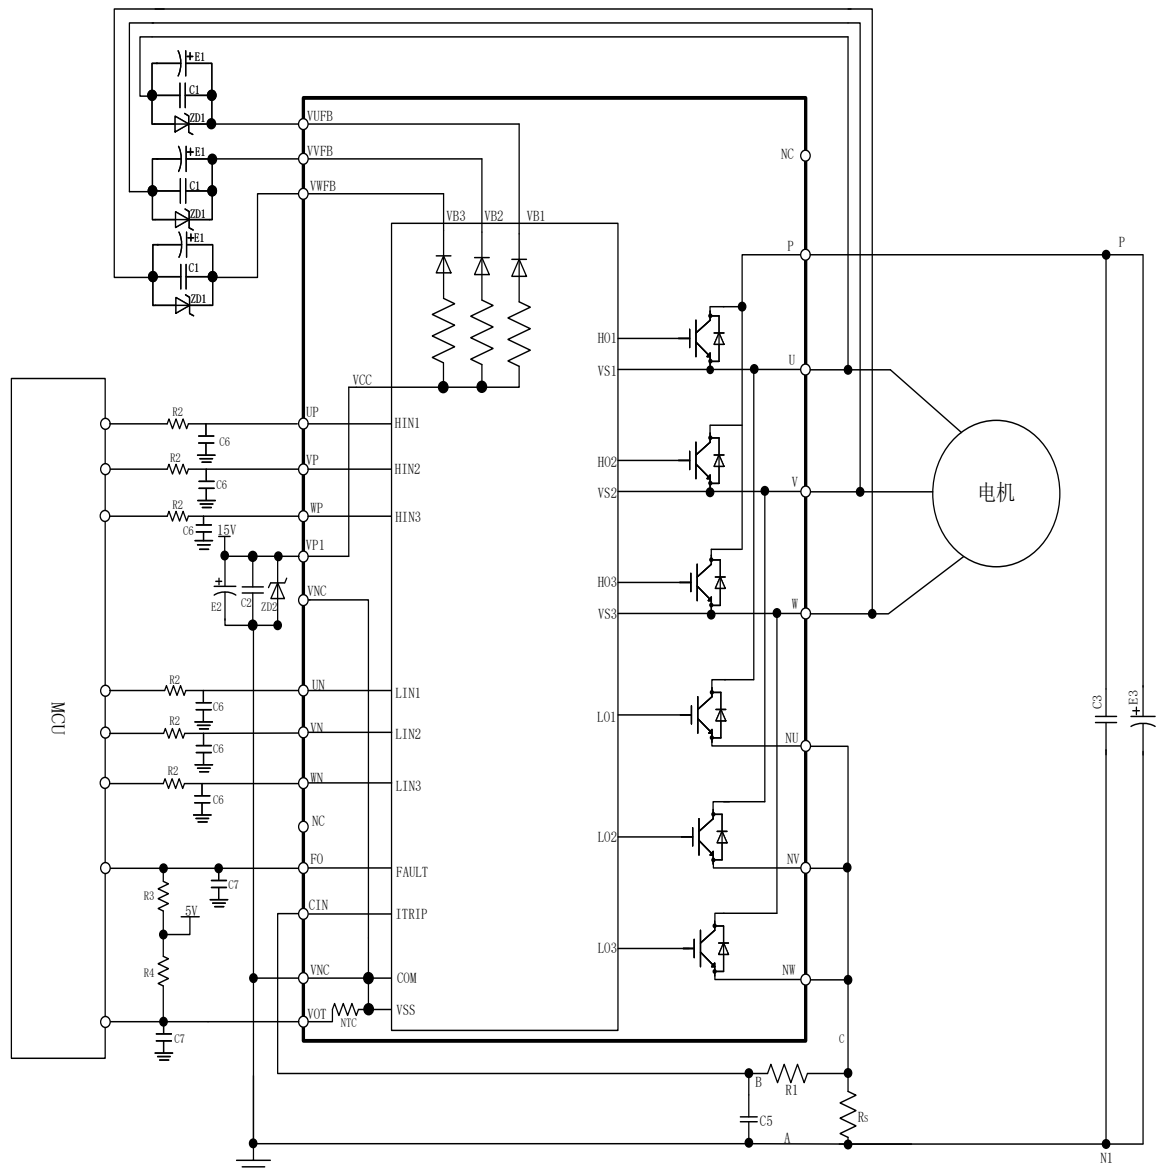 E1
C1
ZD1
VUFB
E1
VVFB
NC
C1
VWFB
ZD1
VB3 VB2 VB1
E1
P P
C1
ZD1
HO1
U
VS1
VCC
R2 UP
HIN1
C6
R2 VP
HO2
HIN2
V
C6
VS2
电机
R2 WP
HIN3
C6
15V
VP1
HO3
VNC
E2 C2 ZD2
W
VS3
MCU
R2 UN
LIN1
C6
C3 E3
R2 VN
LO1
LIN2
NU
C6
R2 WN
LIN3
C6
NC
LO2
FO
NV
FAULT
C7
R3
5V
CIN
ITRIP
LO3
R4
VNC
COM
NW
VOT
VSS
NTC
C7
C
B R1
C5
Rs
A
N1